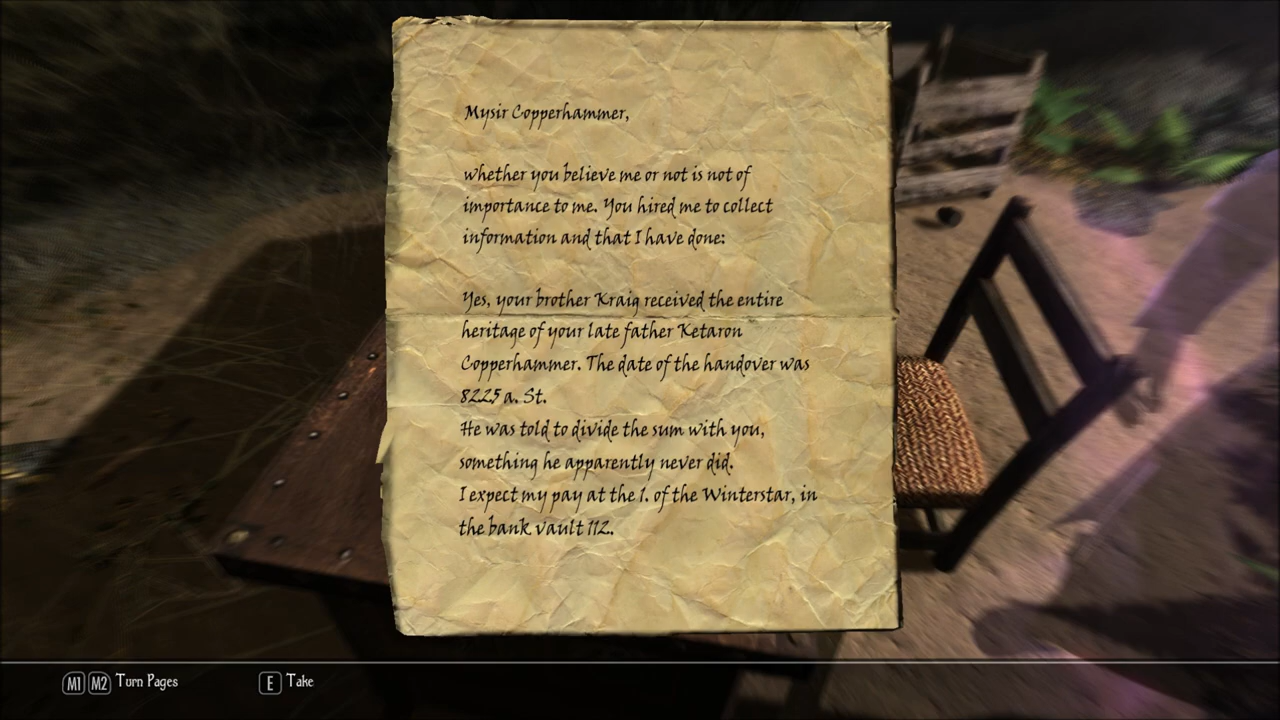 Mysir Copperhammer,
whether you believe me or not is not of
importance to me. You hired me to collect
information and that I have done:
Yes, your brother Kraig received the entire
heritage of your late father Ketaron
Copperhammer. The date of the handover was
8225 a. St.
He was told to divide the sum with you,
something he apparently never did.
I expect my pay at the 1. of the Winterstar, in
the bank vault 112.
M1 M2 Turn Pages E Take